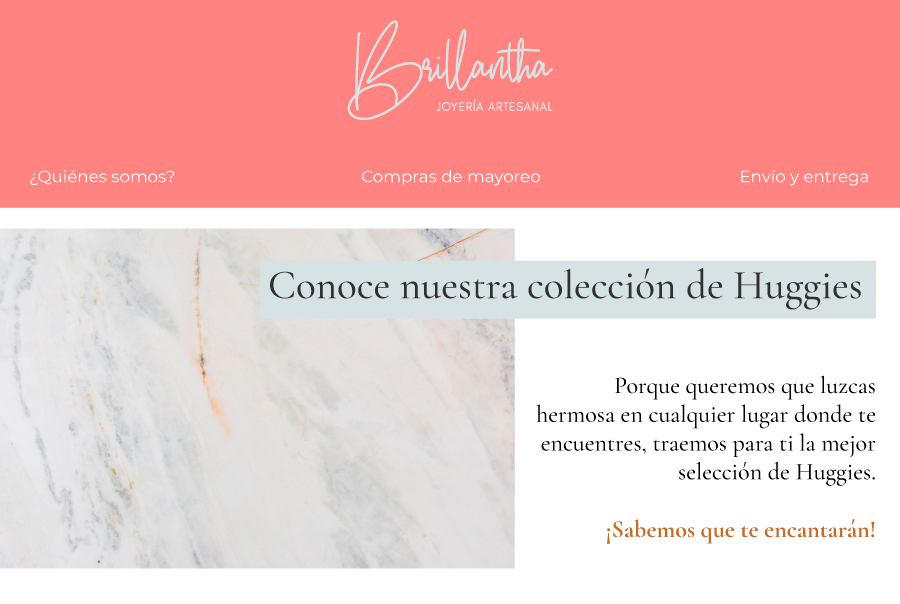 Brillantha
JOYERÍA ARTESANAL
¿Quiénes somos?
Compras de mayoreo
Envío y entrega
Conoce nuestra colección de Huggies
Porque queremos que luzcas
hermosa en cualquier lugar donde te
encuentres, traemos para ti la mejor
selección de Huggies.
¡Sabemos que te encantarán!